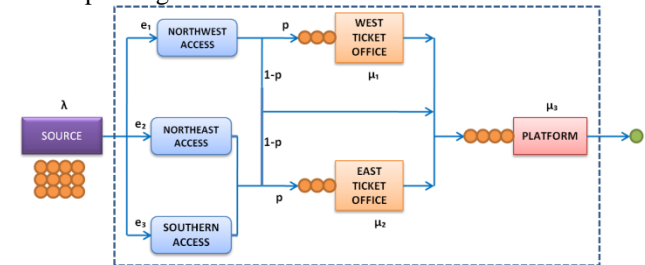 e₁
NORTHWEST
ACCESS
p
WEST
TICKET
OFFICE
1-p
μ₁
λ
SOURCE
e₂
NORTHEAST
ACCESS
μ₃
PLATFORM
1-p
e₃
SOUTHERN
ACCESS
p
EAST
TICKET
OFFICE
μ₂